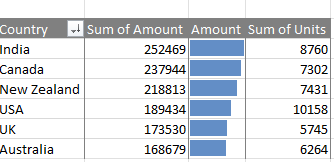 Country Sum of Amount Amount Sum of Units
India 252469 8760
Canada 237944 7302
New Zealand 218813 7431
USA 189434 10158
UK 173530 5745
Australia 168679 6264